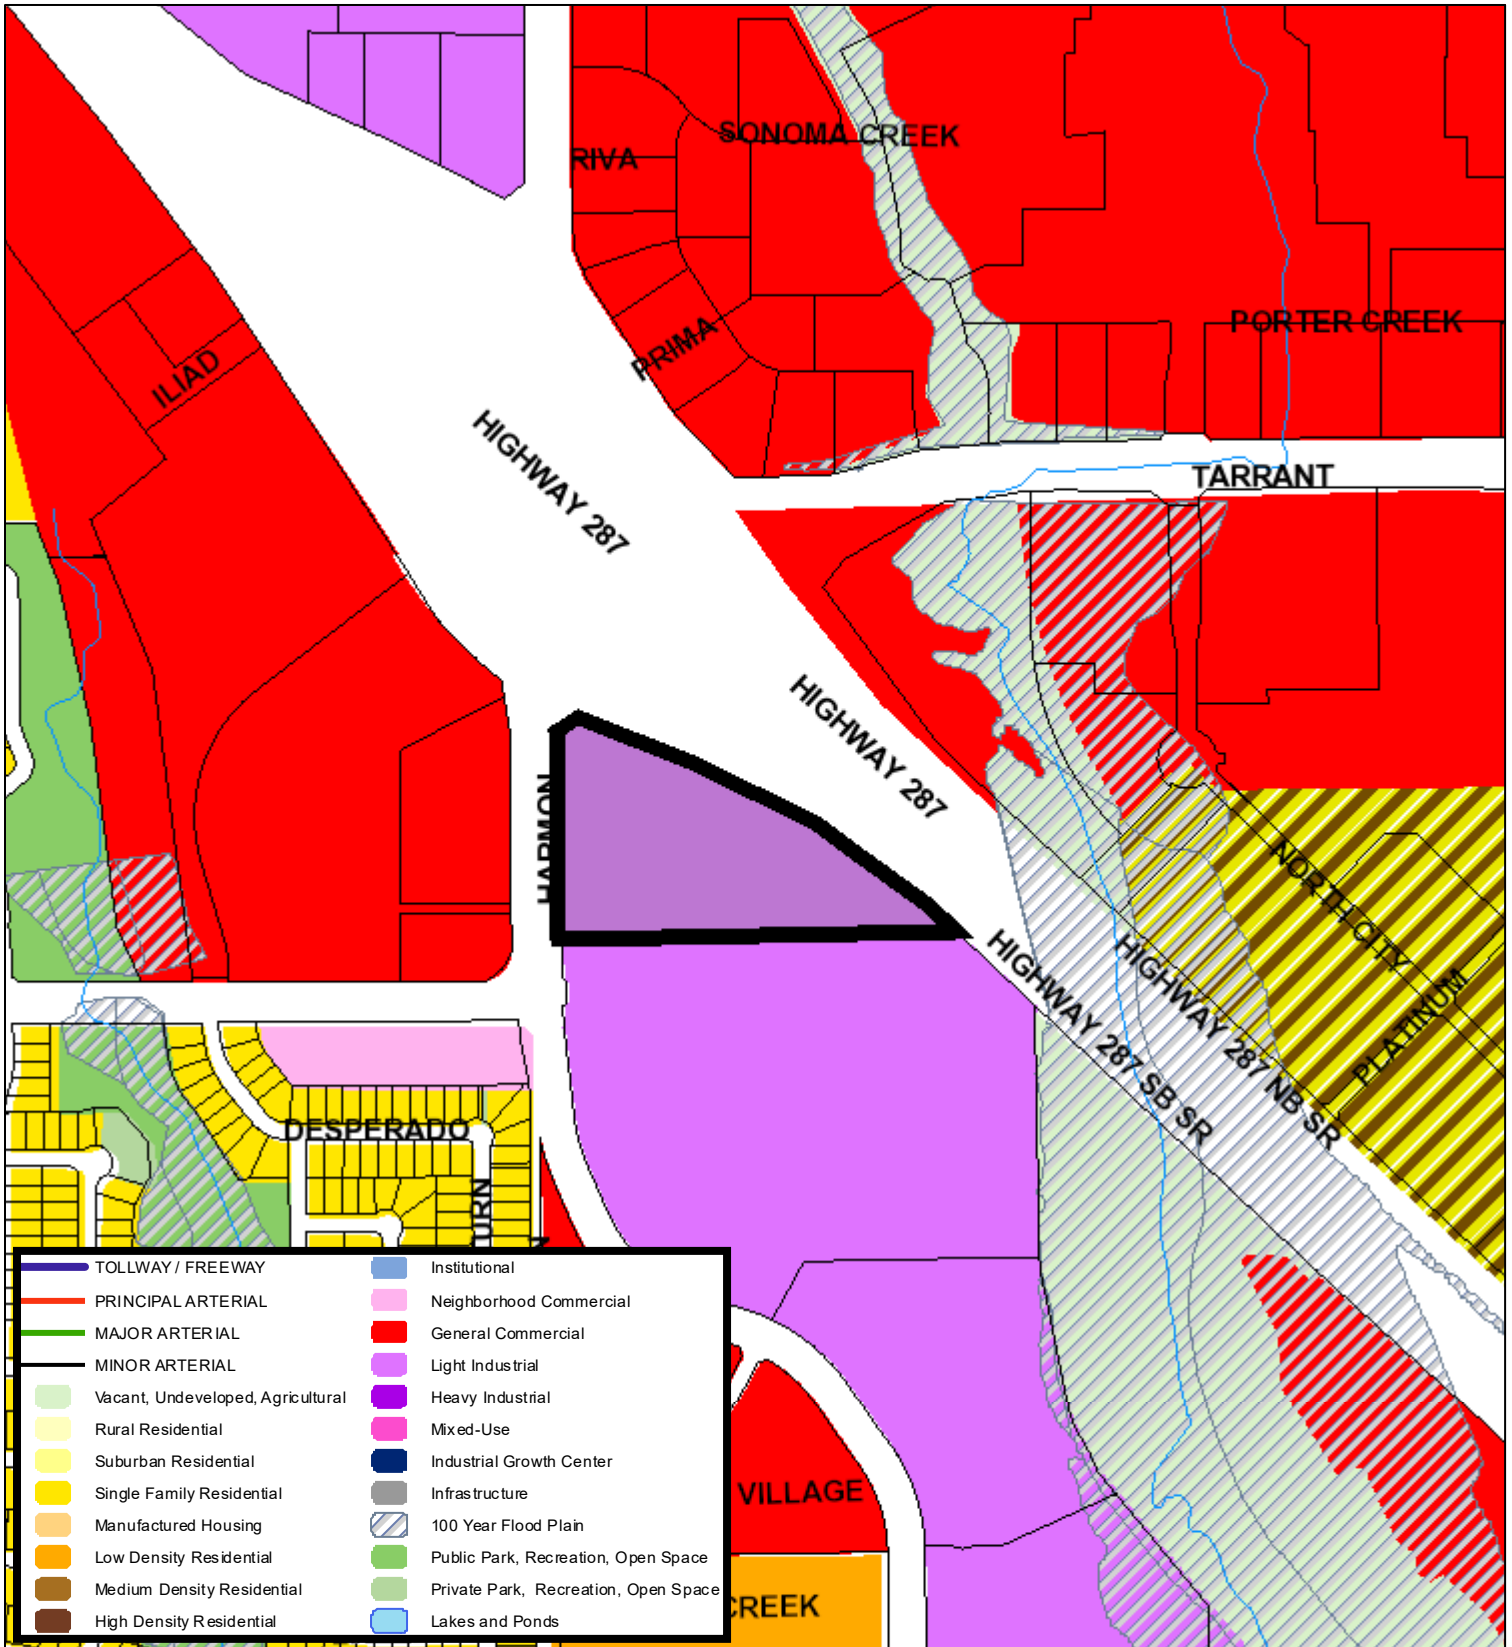 SONOMA CREEK
RIVA
PORTER CREEK
PRIMA
ILIAD
HIGHWAY 287
TARRANT
HIGHWAY 287
HARMON
NORTH CITY
HIGHWAY 287 SB SR
HIGHWAY 287 NB SR
PLATINUM
DESPERADO
URN
N
TOLLWAY / FREEWAY
PRINCIPAL ARTERIAL
MAJOR ARTERIAL
MINOR ARTERIAL
Vacant, Undeveloped, Agricultural
Rural Residential
Suburban Residential
Single Family Residential
Manufactured Housing
Low Density Residential
Medium Density Residential
High Density Residential
Institutional
Neighborhood Commercial
General Commercial
Light Industrial
Heavy Industrial
Mixed-Use
Industrial Growth Center
Infrastructure
100 Year Flood Plain
Public Park, Recreation, Open Space
Private Park, Recreation, Open Space
Lakes and Ponds
VILLAGE
CREEK